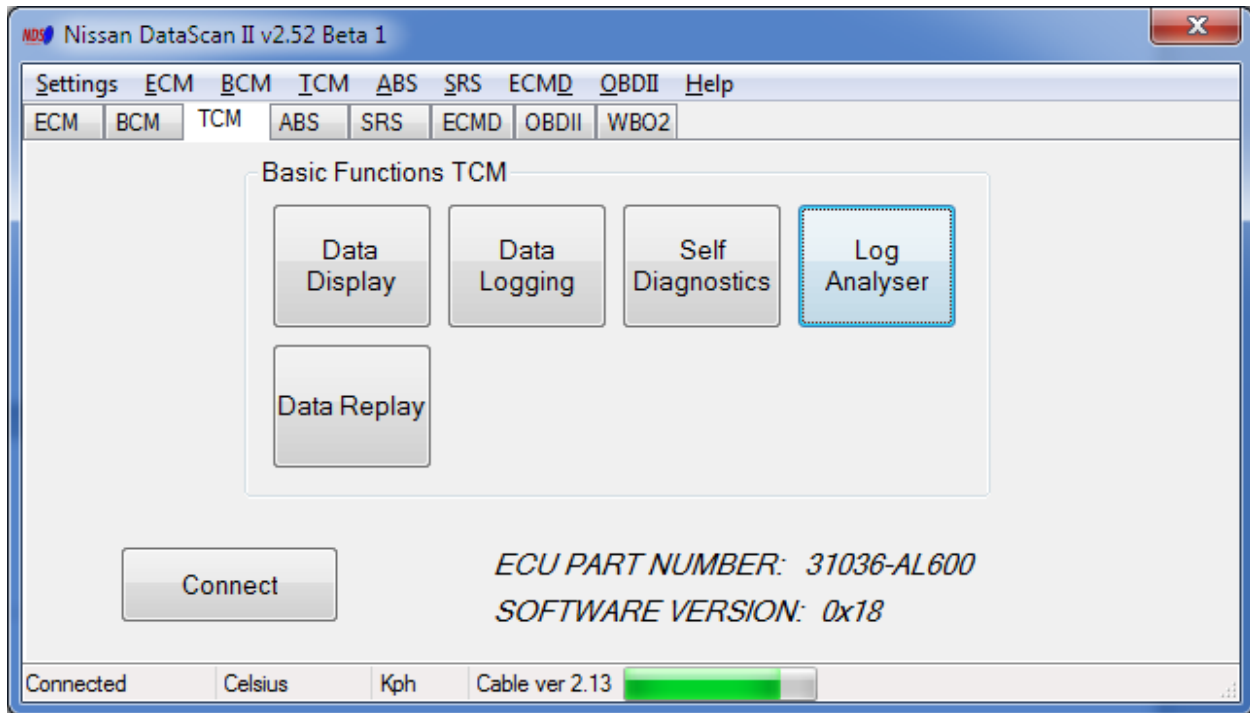 NDSI Nissan DataScan II v2.52 Beta 1
Settings ECM BCM TCM ABS SRS ECMD OBDII Help
ECM BCM TCM ABS SRS ECMD OBDII WBO2
Basic Functions TCM
Data Display
Data Logging
Self Diagnostics
Log Analyser
Data Replay
Connect
ECU PART NUMBER: 31036-AL600
SOFTWARE VERSION: 0x18
Connected Celsius Kph Cable ver 2.13